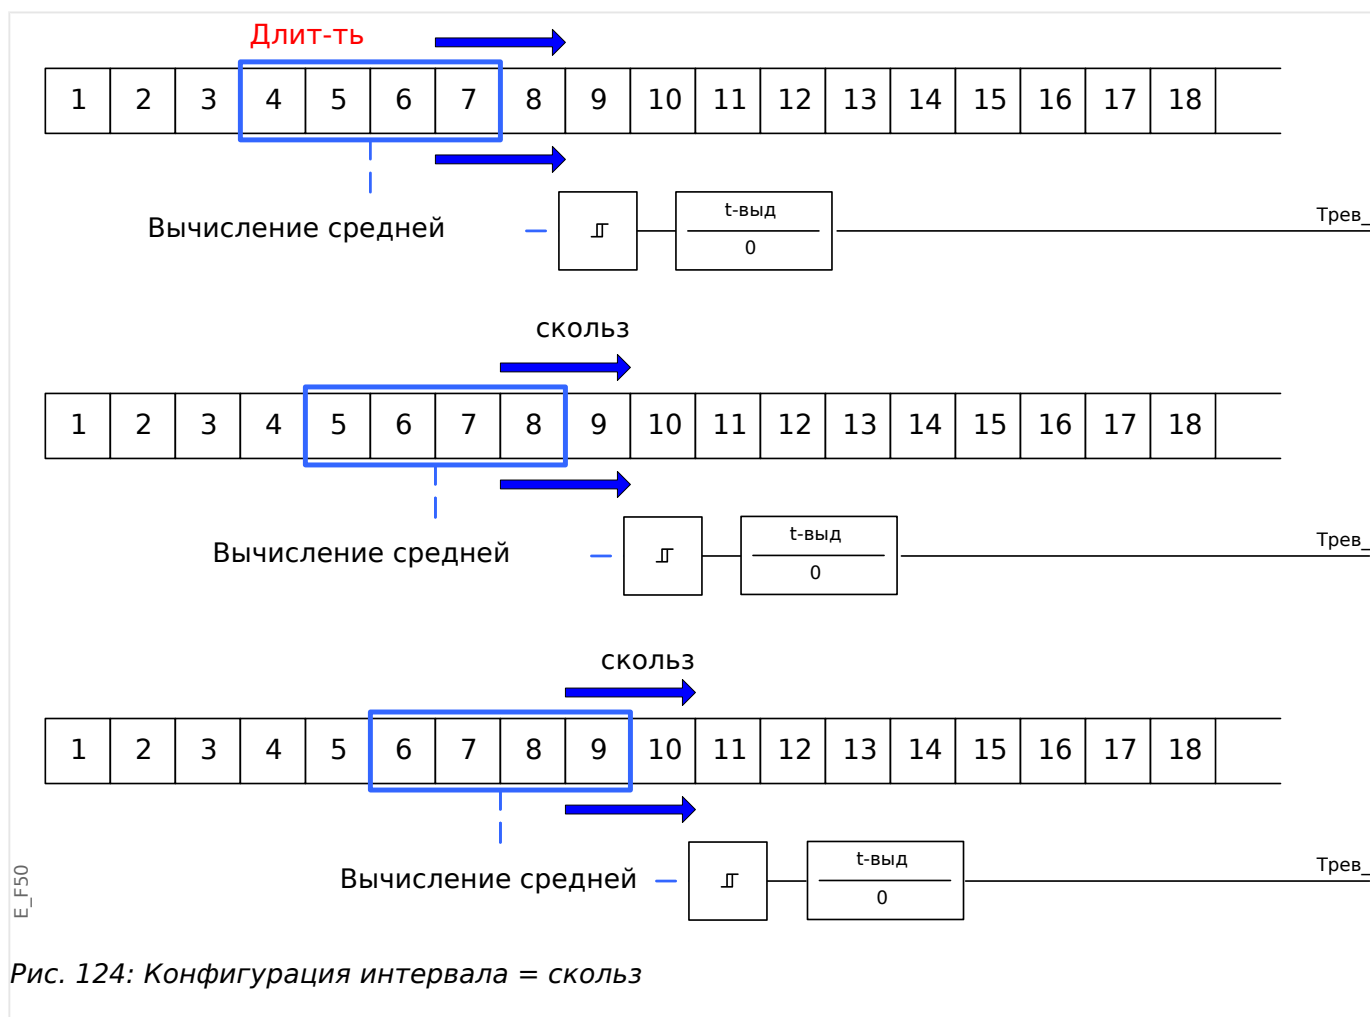 Длит-ть
1 2 3 4 5 6 7 8 9 10 11 12 13 14 15 16 17 18
t-выд
Трев_
Вычисление средней
0
скольз
1 2 3 4 5 6 7 8 9 10 11 12 13 14 15 16 17 18
t-выд
Трев_
Вычисление средней
0
скольз
1 2 3 4 5 6 7 8 9 10 11 12 13 14 15 16 17 18
t-выд
Трев_
Вычисление средней
0
E_F50
Рис. 124: Конфигурация интервала = скольз